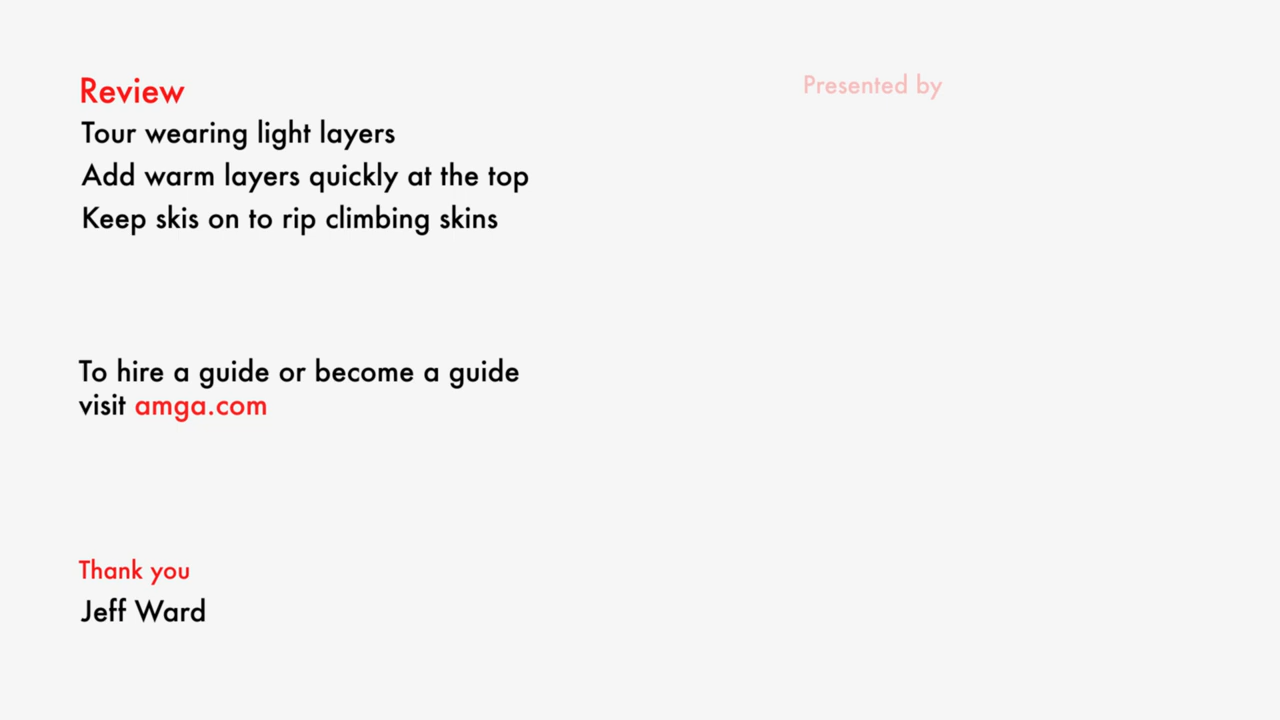 Review
Tour wearing light layers
Add warm layers quickly at the top
Keep skis on to rip climbing skins
To hire a guide or become a guide
visit amga.com
Thank you
Jeff Ward
Presented by